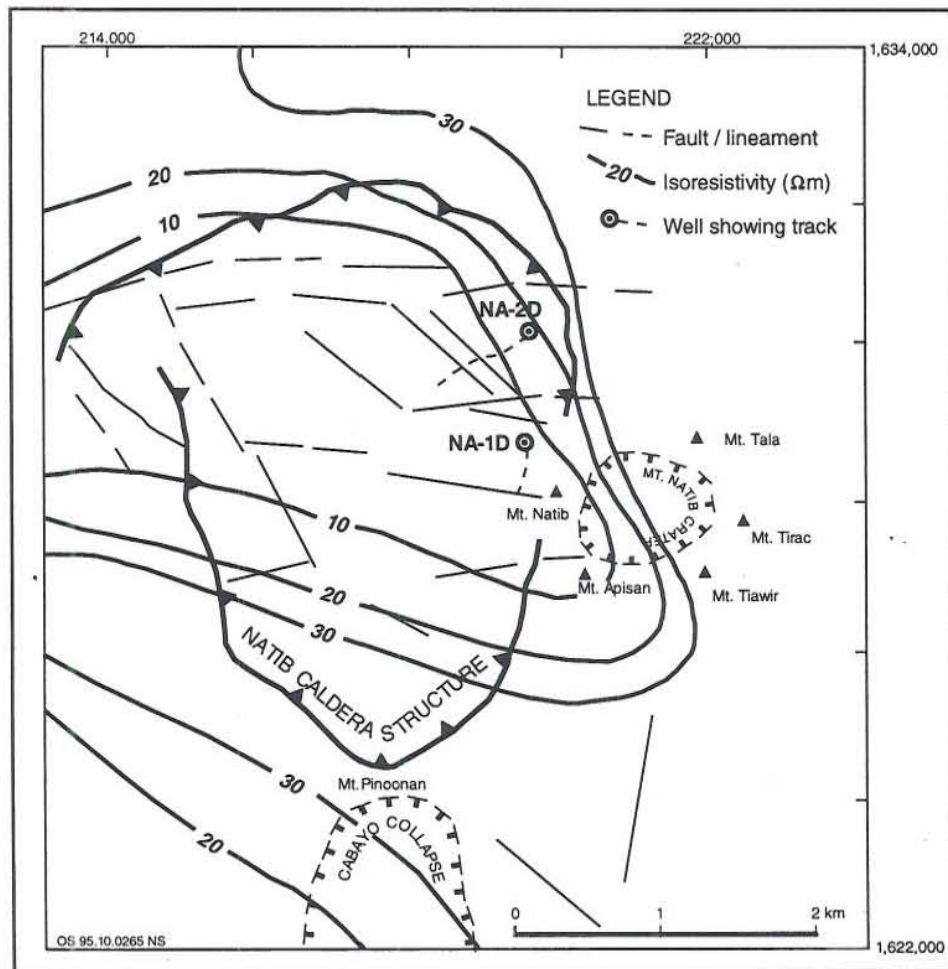 214,000
222,000
1,634,000
LEGEND
Fault / lineament
20
Isoresistivity (Ωm)
Well showing track
30
20
10
NA-2D
NA-1D
Mt. Tala
MT. NATIB CRATER
Mt. Natib
Mt. Tirac
10
Mt. Apisan
Mt. Tiawir
20
30
NATIB CALDERA STRUCTURE
Mt. Pinoonan
30
20
CABAYO COLLAPSE
0
1
2 km
OS 95.10.0265 NS
1,622,000